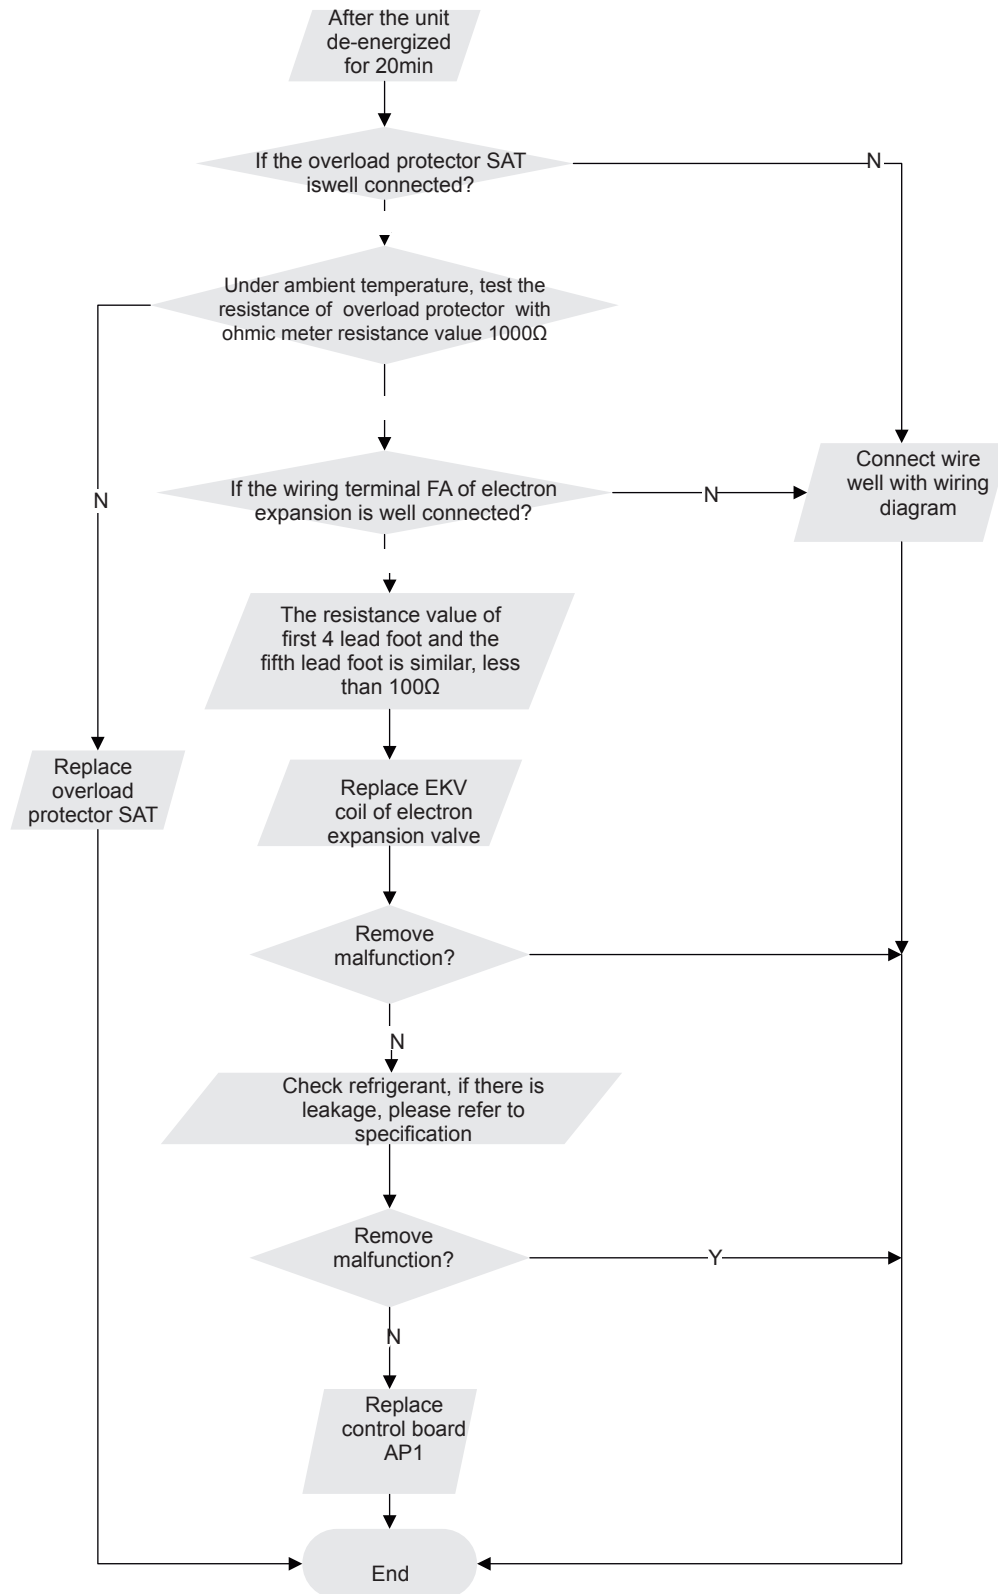 After the unit
de-energized
for 20min
If the overload protector SAT
iswell connected?
N
Under ambient temperature, test the
resistance of overload protector with
ohmic meter resistance value 1000Ω
N
If the wiring terminal FA of electron
expansion is well connected?
N
Connect wire
well with wiring
diagram
The resistance value of
first 4 lead foot and the
fifth lead foot is similar, less
than 100Ω
Replace
overload
protector SAT
Replace EKV
coil of electron
expansion valve
Remove
malfunction?
N
Check refrigerant, if there is
leakage, please refer to
specification
Remove
malfunction?
Y
N
Replace
control board
AP1
End